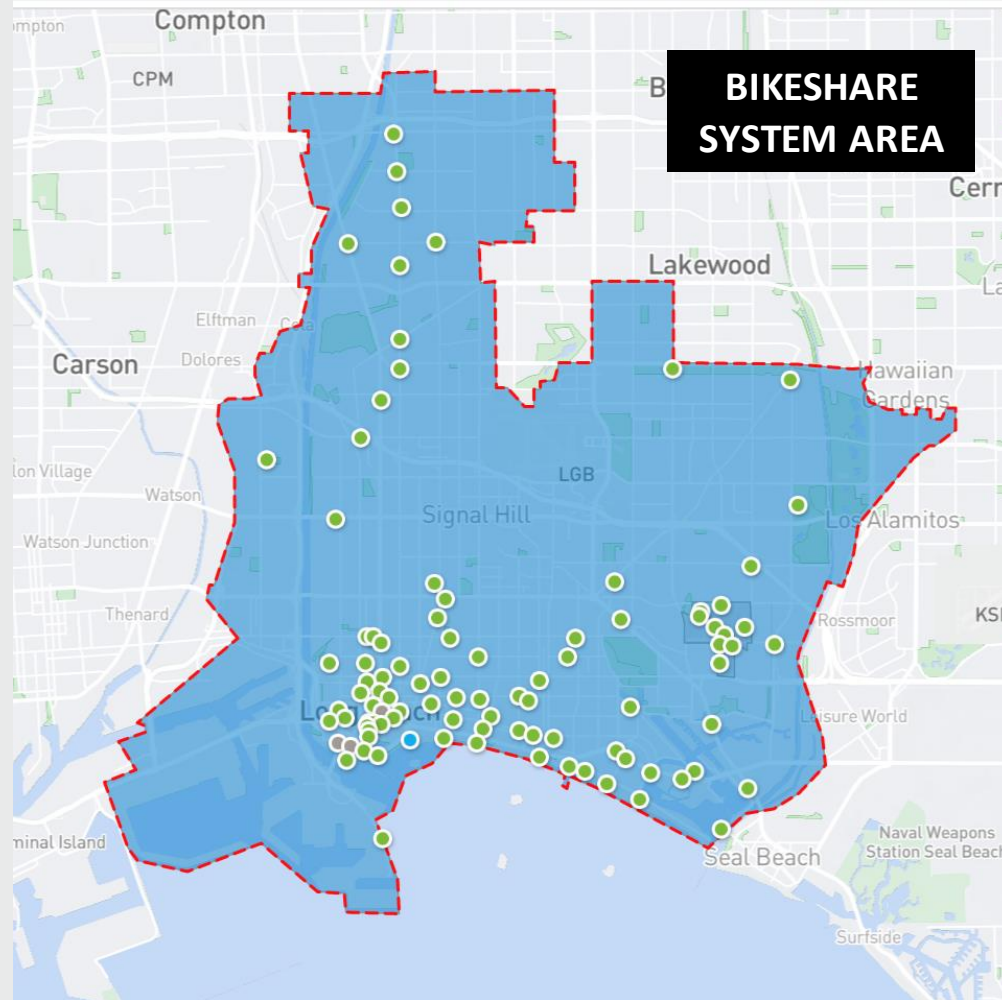 Compton
CPM
BIKESHARE
SYSTEM AREA
Lakewood
Elftman
Carson
Dolores
Hawaiian
Gardens
LGB
Watson
Signal Hill
Los Alamitos
Watson Junction
Thenard
Rossmoor
Leisure World
Naval Weapons
Station Seal Beach
Seal Beach
Surfside